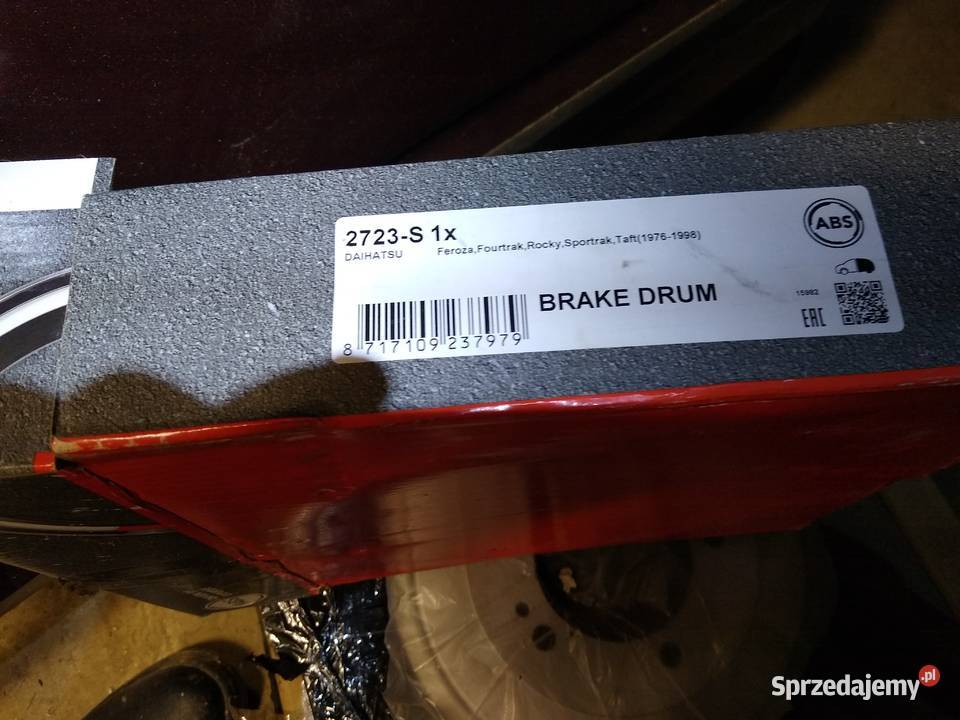 2723-S 1x
DAIHATSU Feroza,Fourtrak,Rocky,Sportrak,Taft(1976-1998)
ABS
BRAKE DRUM
15982
EAC
8 717109 237979
Sprzedajemy.pl